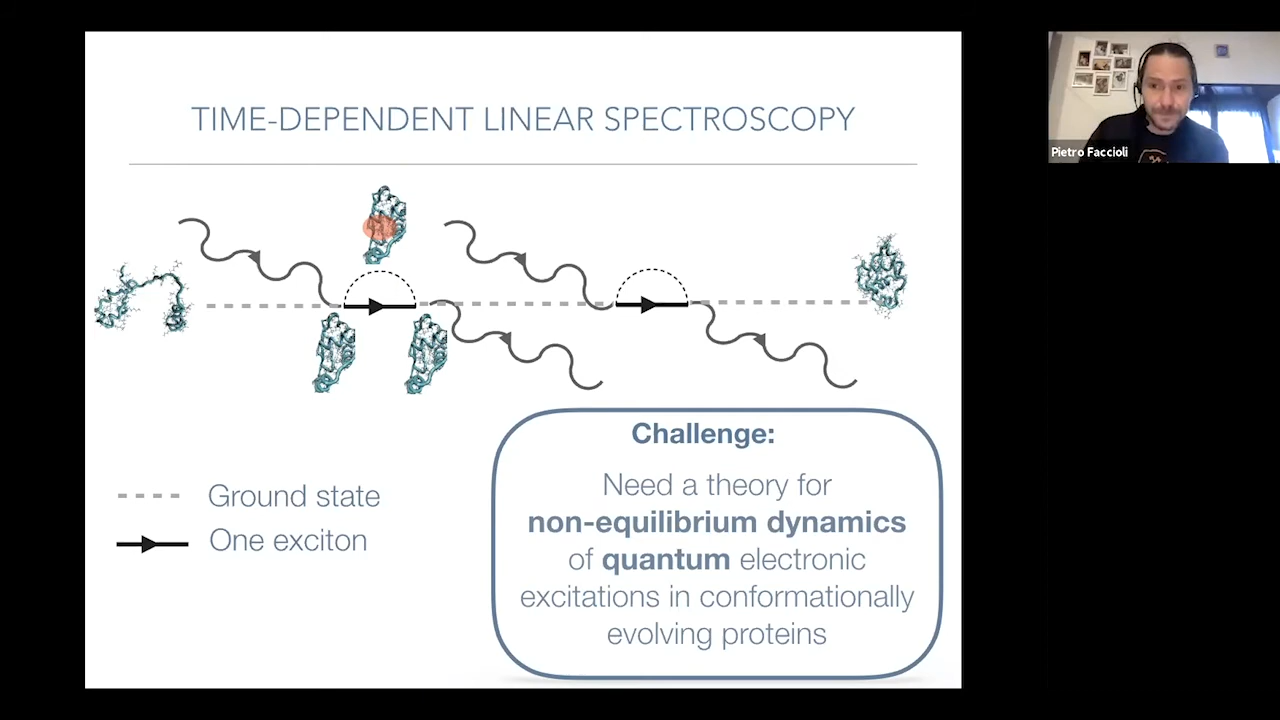 TIME-DEPENDENT LINEAR SPECTROSCOPY
Pietro Faccioli
Challenge:
Need a theory for
non-equilibrium dynamics
of quantum electronic
excitations in conformationally
evolving proteins
Ground state
One exciton